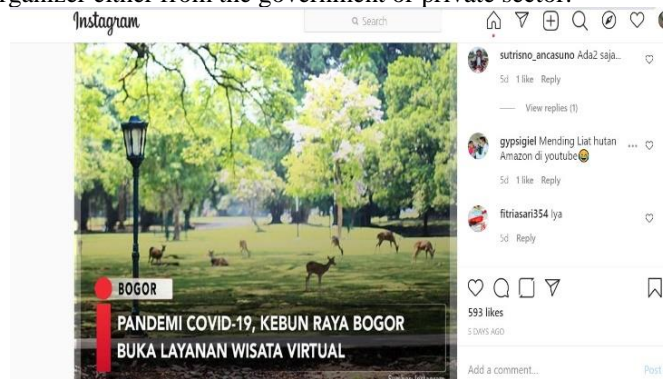 rganizer either from the government or private sector.
Instagram
Search
sutrisno_ancasuno Ada2 saja..
5d 1 like Reply
View replies (1)
gypsigiel Mending Liat hutan
Amazon di youtube😂
5d 1 like Reply
fitriasari354 Iya
5d Reply
BOGOR
PANDEMI COVID-19, KEBUN RAYA BOGOR
BUKA LAYANAN WISATA VIRTUAL
593 likes
5 DAYS AGO
Add a comment...
Post